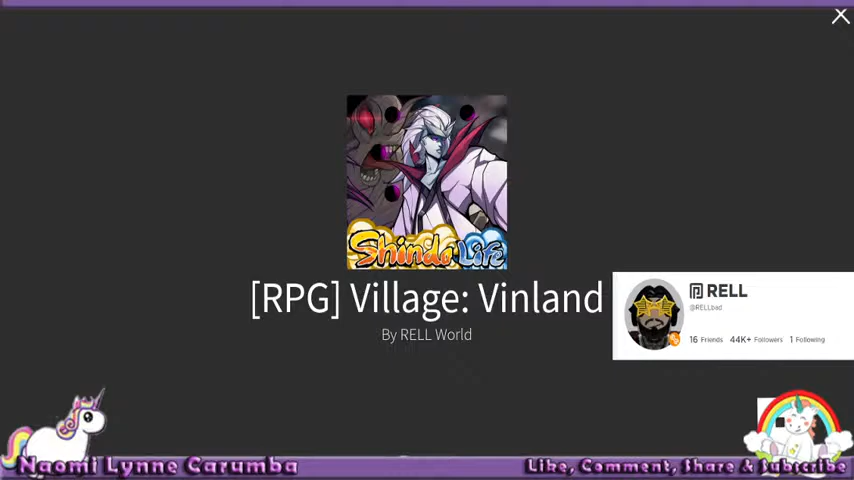 Shindo Life
[RPG] Village: Vinland
By RELL World
RELL
@RELLbad
16 Friends 44K+ Followers 1 Following
Naomi Lynne Carumba
Like, Comment, Share & Subscribe